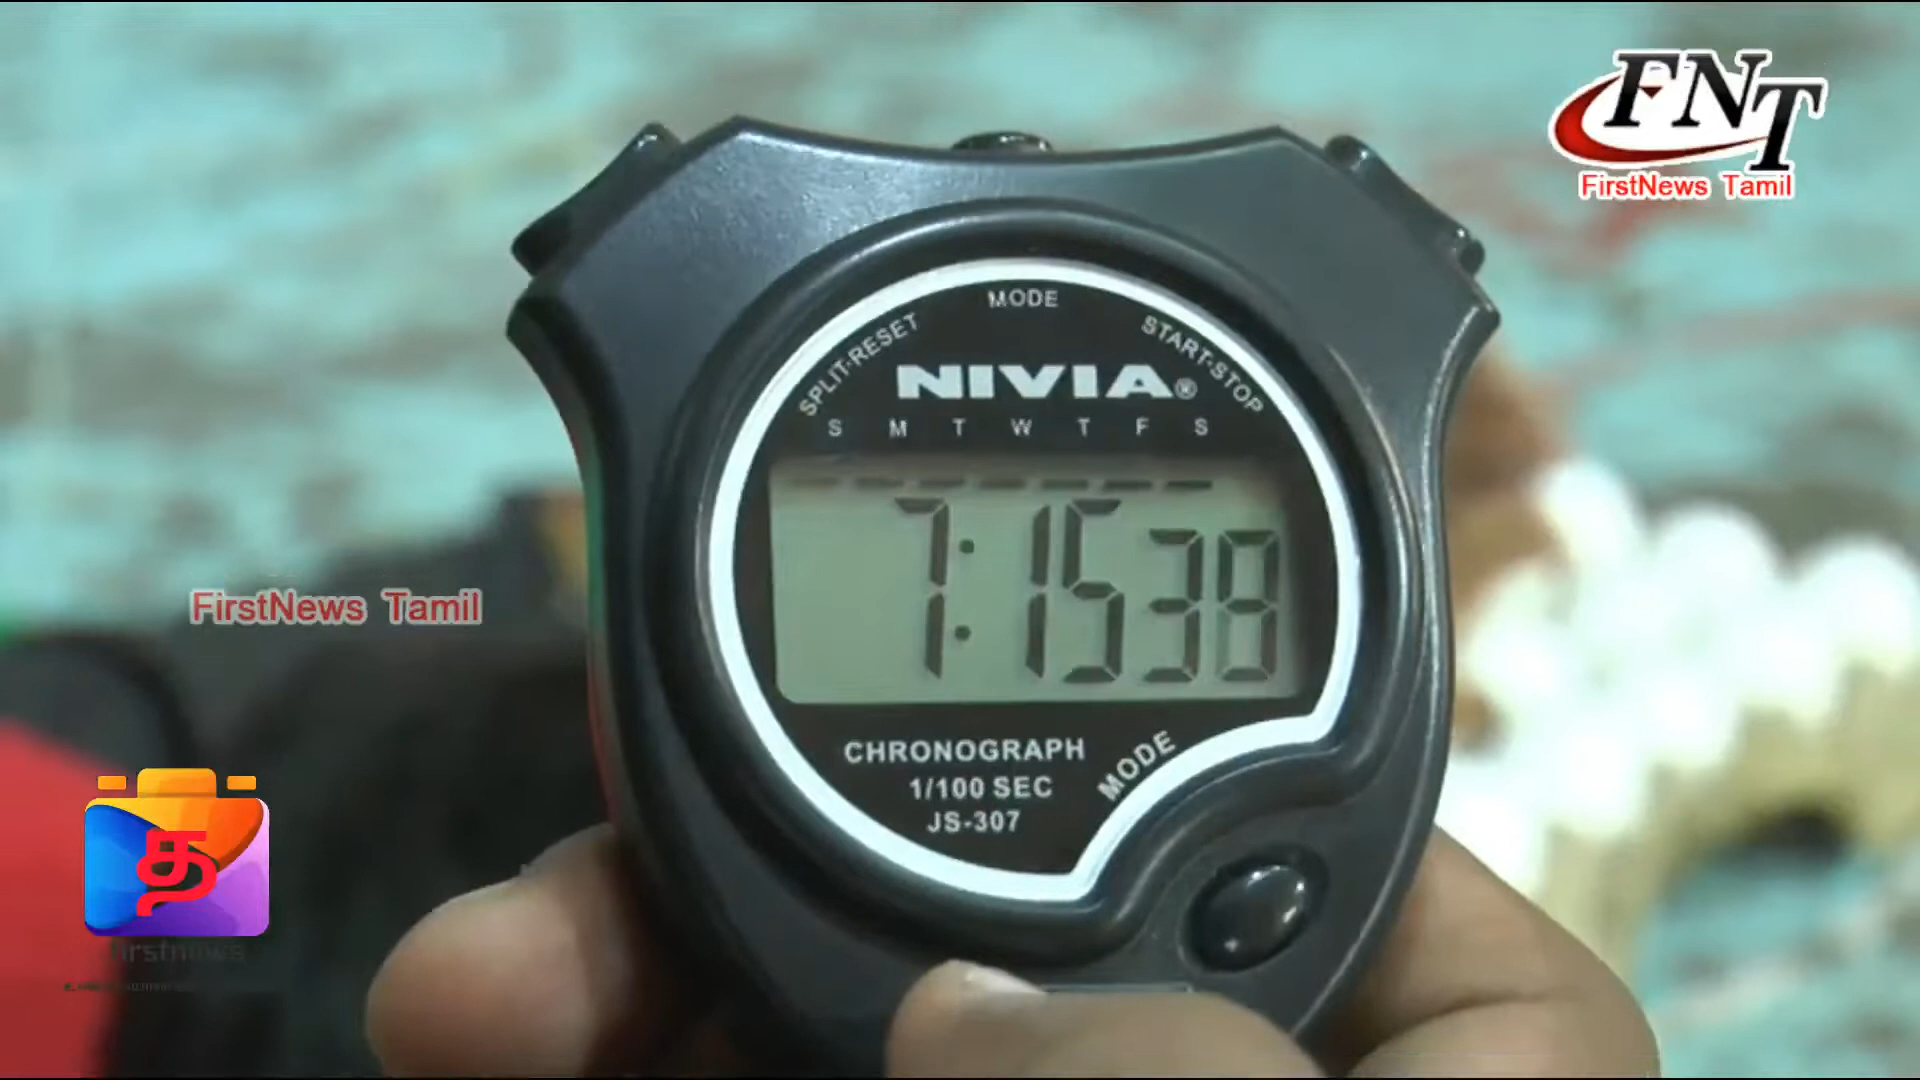 FNT
FirstNews Tamil
MODE
SPLIT-RESET
START-STOP
NIVIA®
S M T W T F S
7:15 38
FirstNews Tamil
CHRONOGRAPH
MODE
1/100 SEC
JS-307
த
firstnews